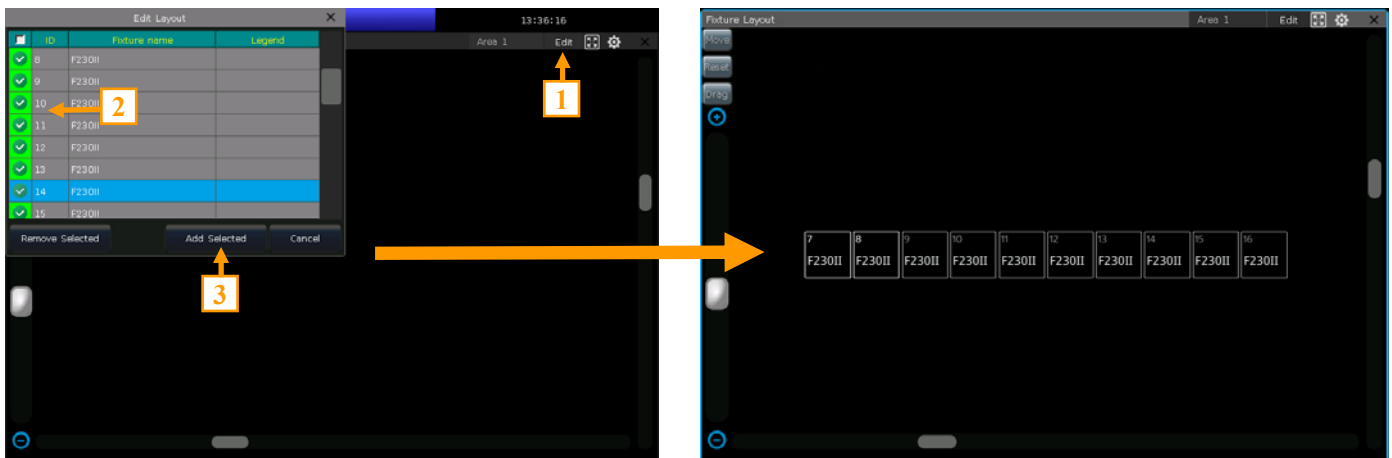 Edit Layout
13:36:16
ID Fixture name Legend
Area 1 Edit
8 F230II
9 F230II
10 F230II
11 F230II
12 F230II
13 F230II
14 F230II
15 F230II
Remove Selected Add Selected Cancel
1
2
3
Fixture Layout Area 1 Edit
Move
Reset
Drag
7 8 9 10 11 12 13 14 15 16
F230II F230II F230II F230II F230II F230II F230II F230II F230II F230II